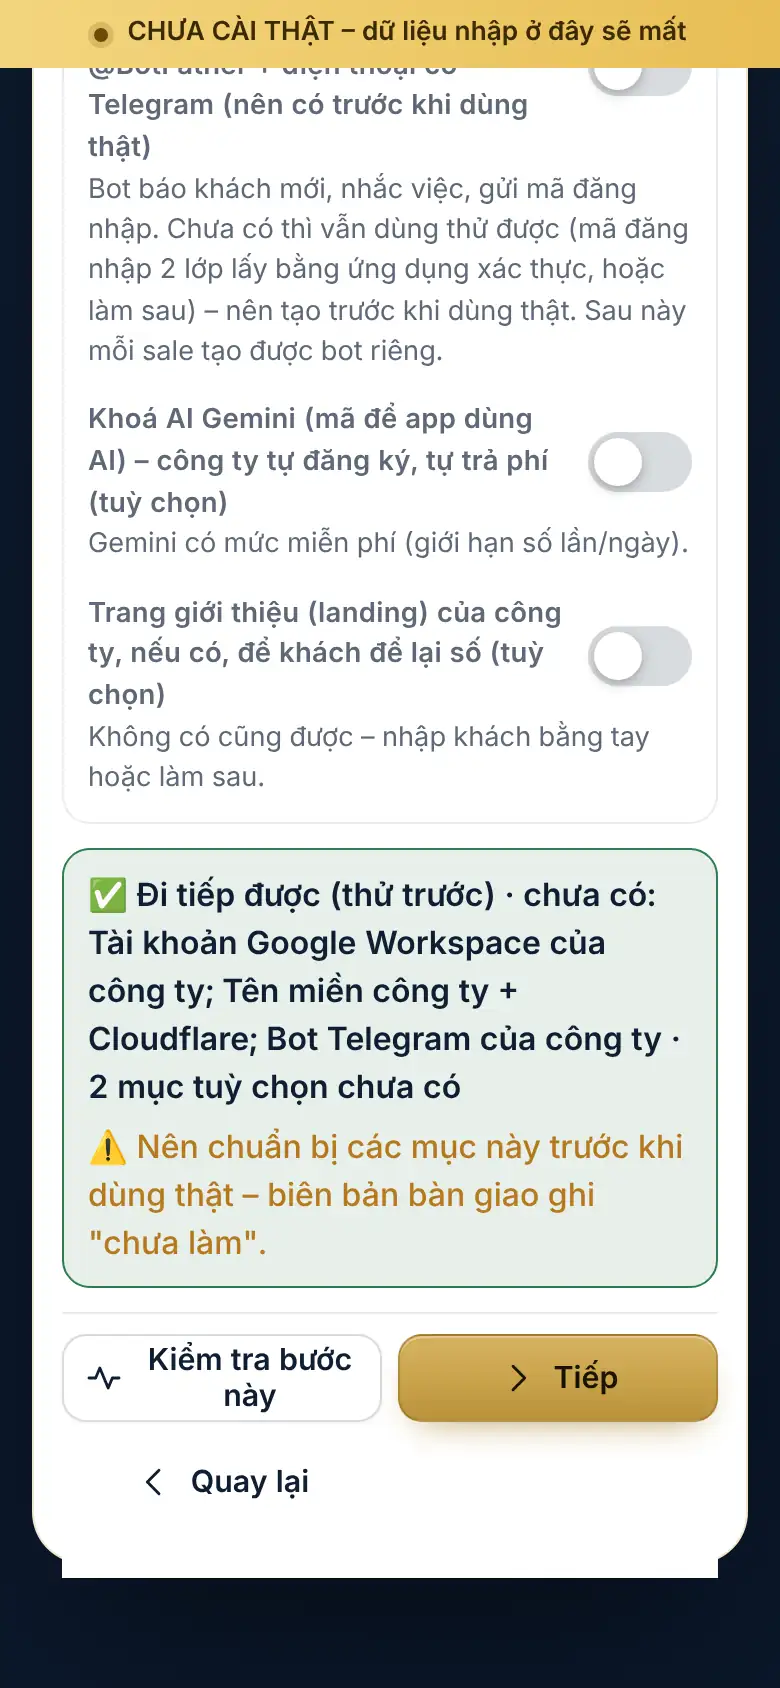 CHƯA CÀI THẬT – dữ liệu nhập ở đây sẽ mất
@BotFather + điện thoại có
Telegram (nên có trước khi dùng
thật)
Bot báo khách mới, nhắc việc, gửi mã đăng
nhập. Chưa có thì vẫn dùng thử được (mã đăng
nhập 2 lớp lấy bằng ứng dụng xác thực, hoặc
làm sau) – nên tạo trước khi dùng thật. Sau này
mỗi sale tạo được bot riêng.
Khoá AI Gemini (mã để app dùng
AI) – công ty tự đăng ký, tự trả phí
(tuỳ chọn)
Gemini có mức miễn phí (giới hạn số lần/ngày).
Trang giới thiệu (landing) của công
ty, nếu có, để khách để lại số (tuỳ
chọn)
Không có cũng được – nhập khách bằng tay
hoặc làm sau.
✅ Đi tiếp được (thử trước) · chưa có:
Tài khoản Google Workspace của
công ty; Tên miền công ty +
Cloudflare; Bot Telegram của công ty ·
2 mục tuỳ chọn chưa có
⚠️ Nên chuẩn bị các mục này trước khi
dùng thật – biên bản bàn giao ghi
"chưa làm".
Kiểm tra bước
này
Tiếp
Quay lại